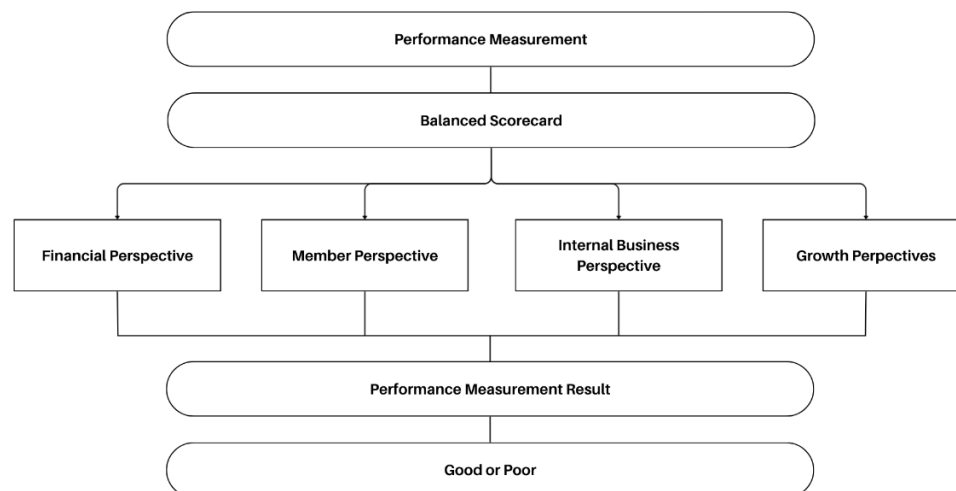 Performance Measurement
Balanced Scorecard
Financial Perspective
Member Perspective
Internal Business
Perspective
Growth Perpectives
Performance Measurement Result
Good or Poor